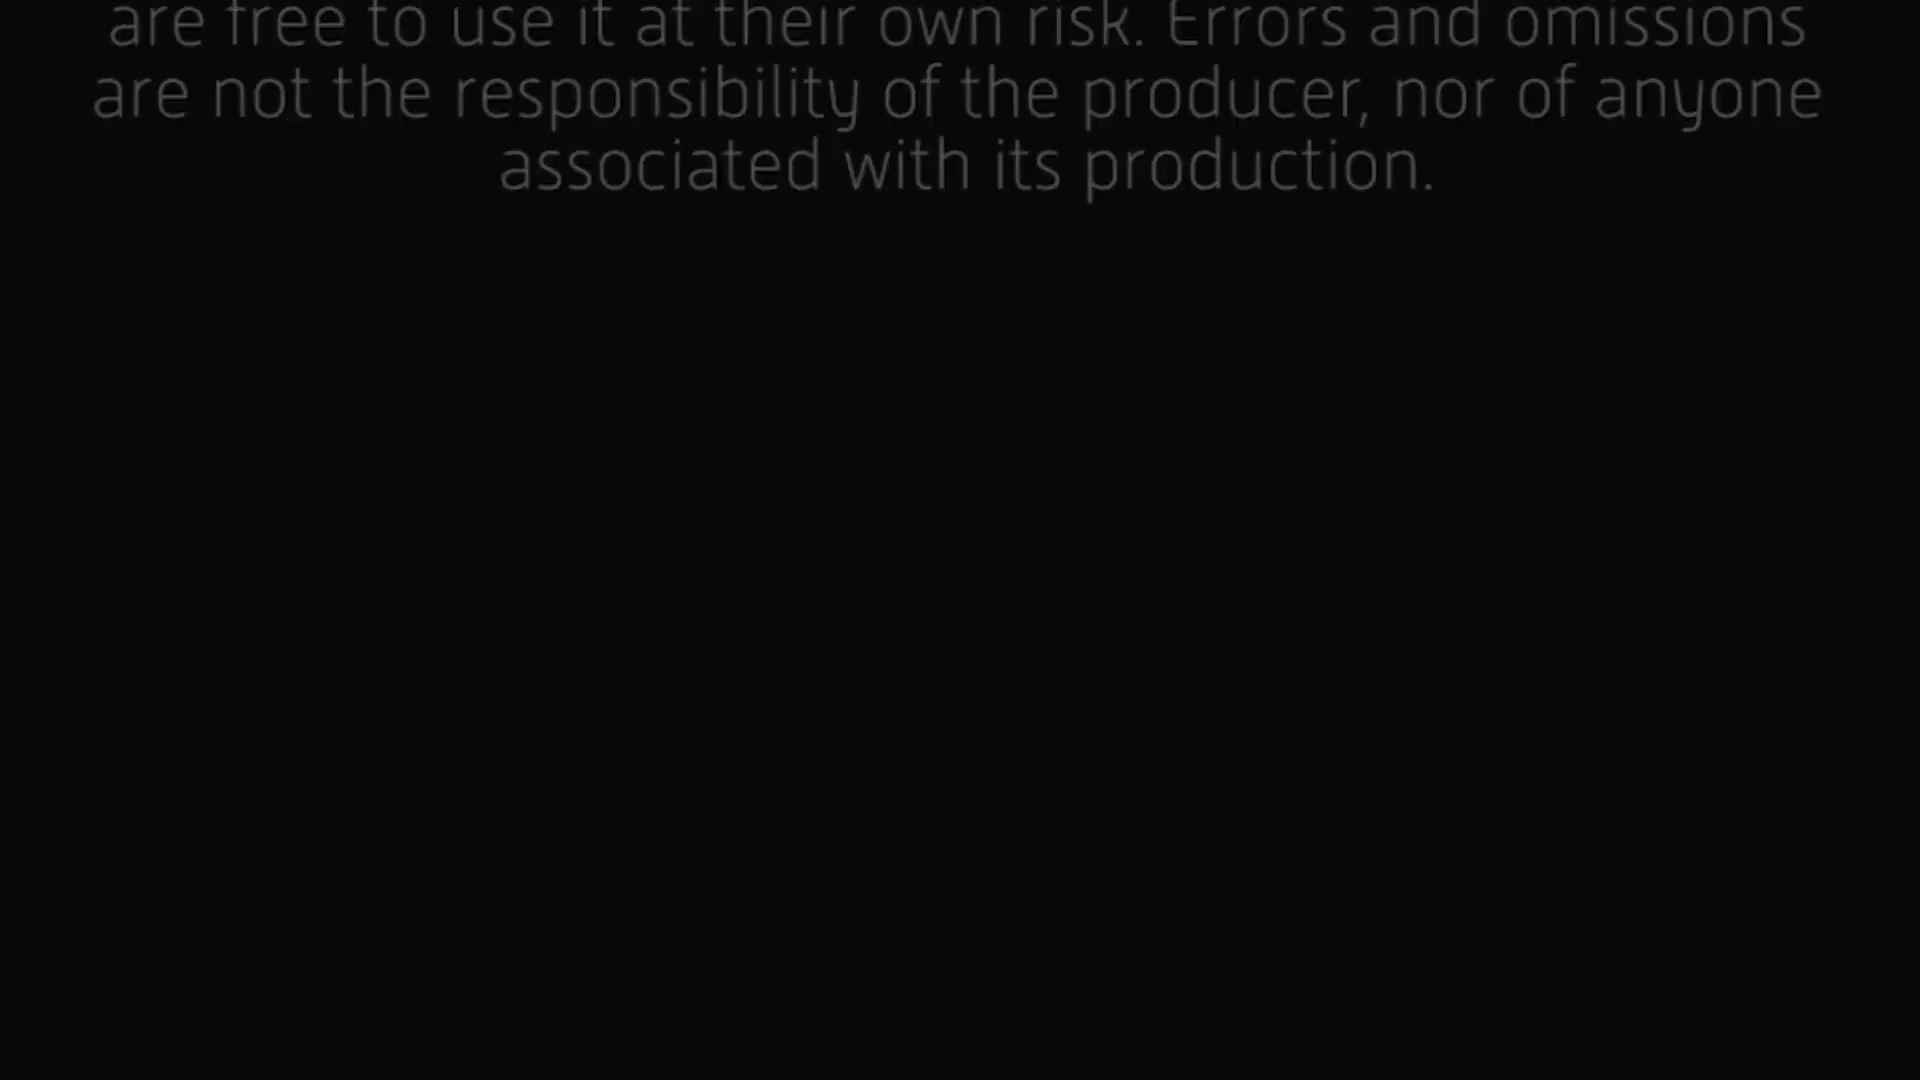 are free to use it at their own risk. Errors and omissions
are not the responsibility of the producer, nor of anyone
associated with its production.